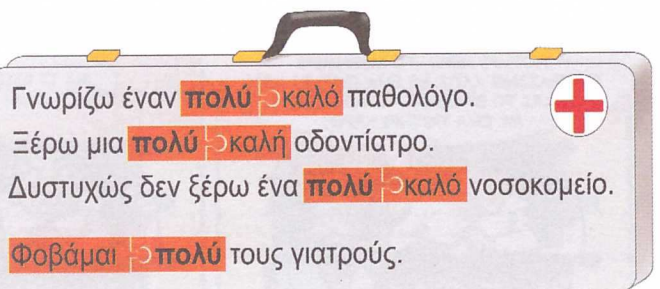 Γνωρίζω έναν πολύ καλό παθολόγο.
Ξέρω μια πολύ καλή οδοντίατρο.
Δυστυχώς δεν ξέρω ένα πολύ καλό νοσοκομείο.
Φοβάμαι πολύ τους γιατρούς.